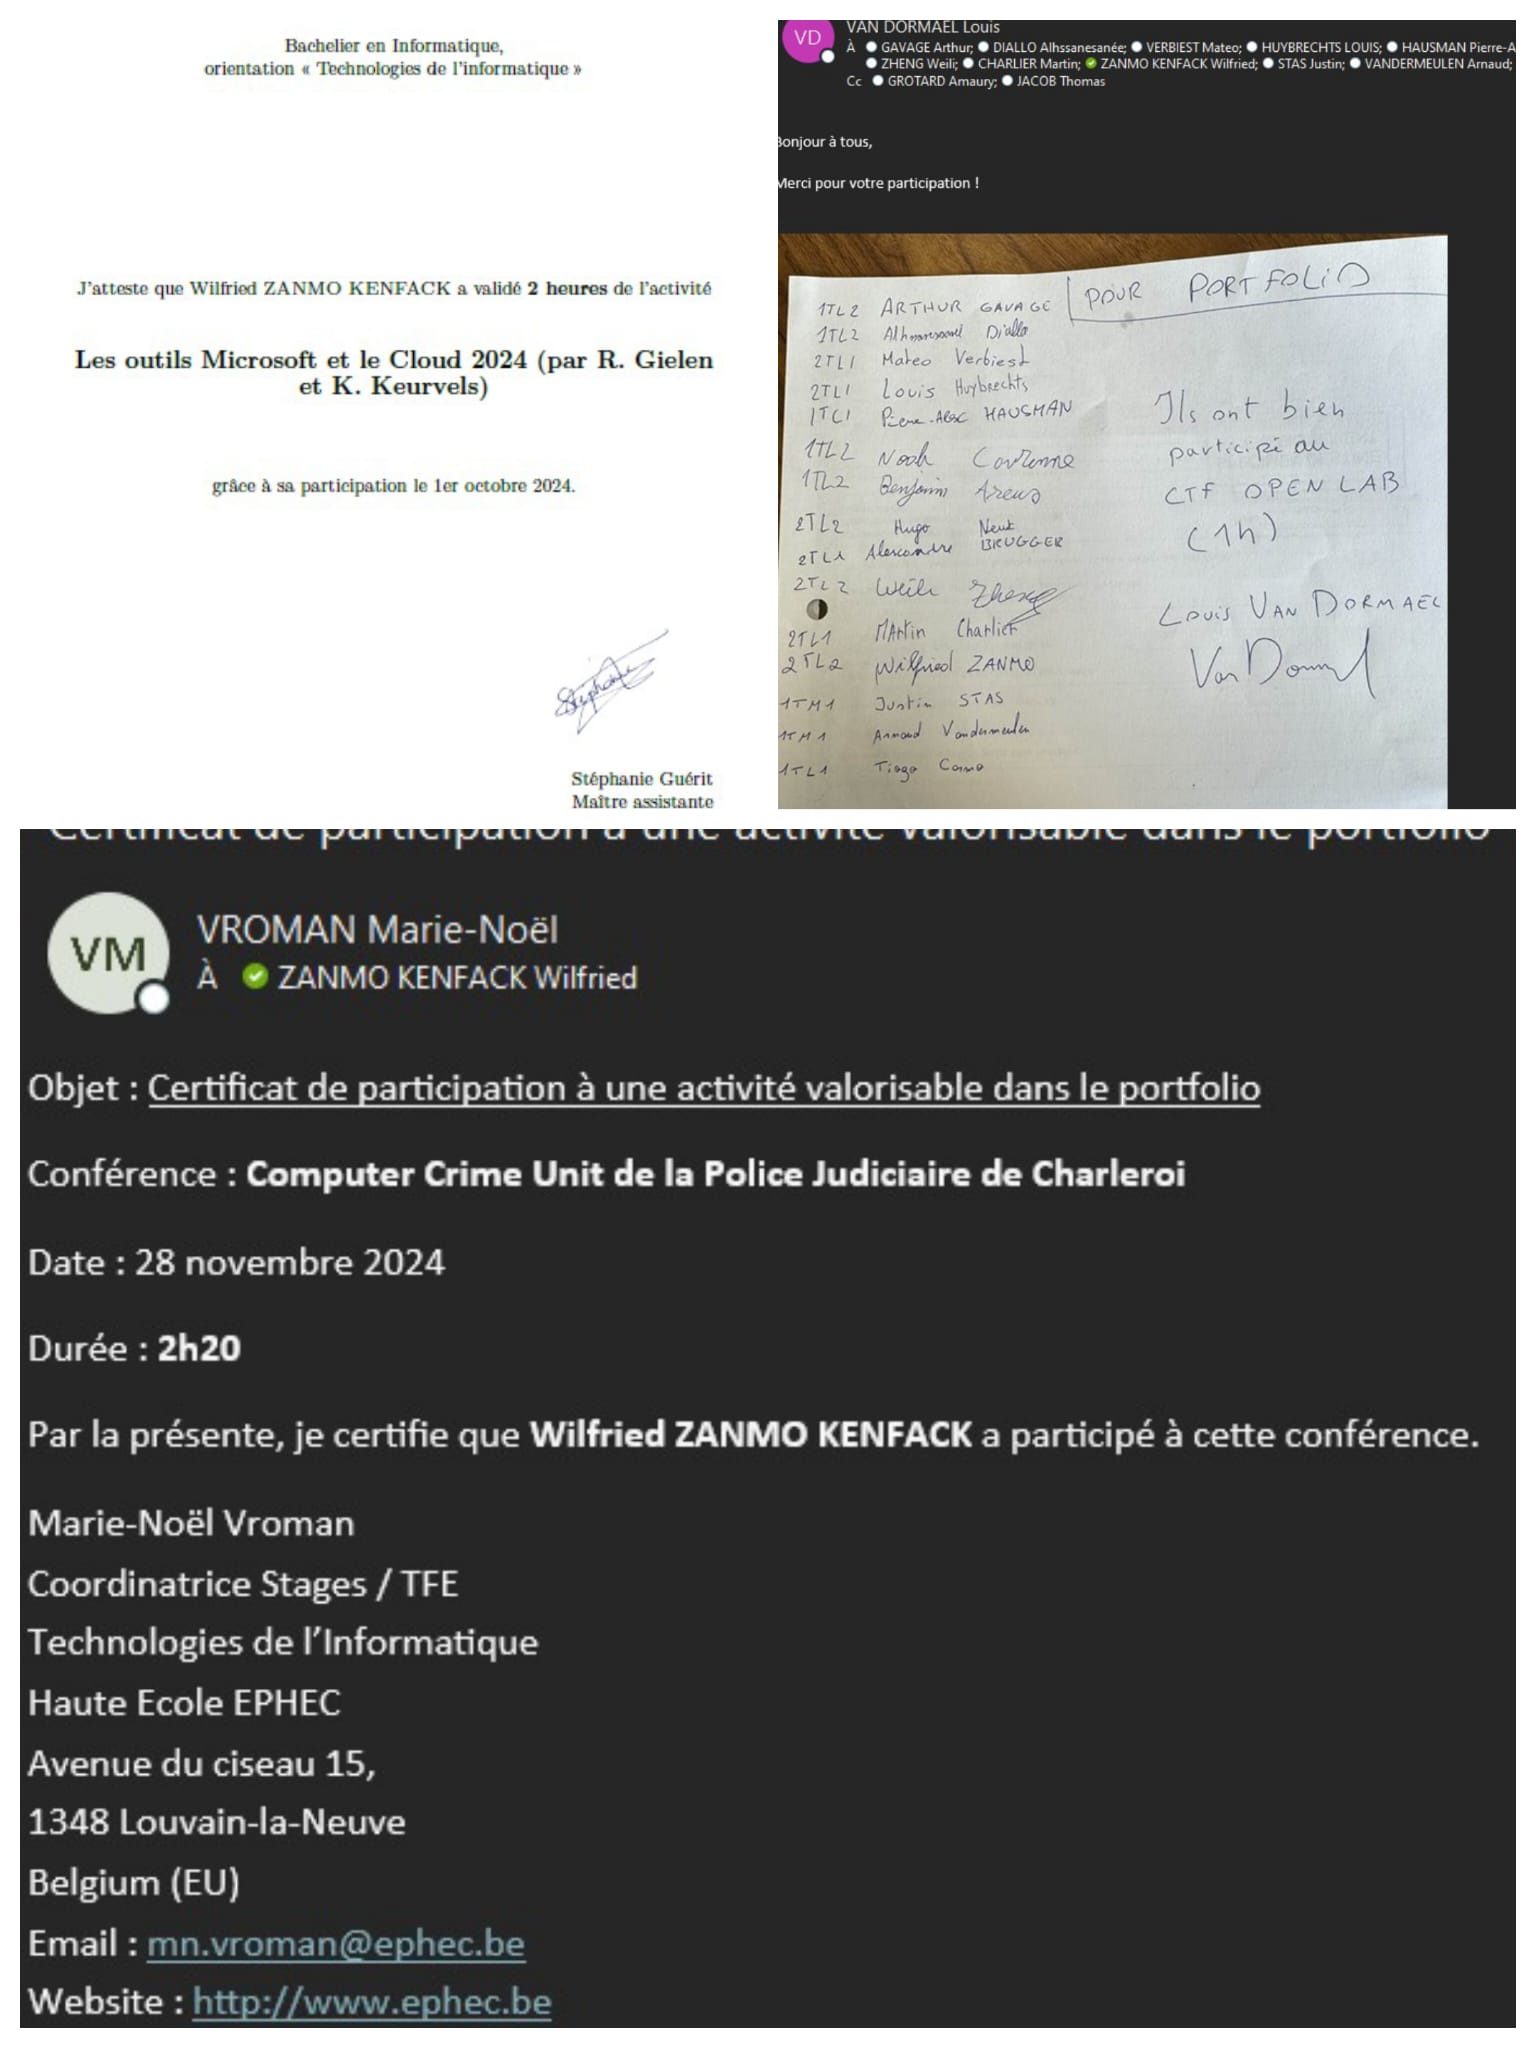 Bachelier en Informatique,
orientation « Technologies de l'informatique »
J'atteste que Wilfried ZANMO KENFACK a validé 2 heures de l'activité
Les outils Microsoft et le Cloud 2024 (par R. Gielen
et K. Keurvels)
grâce à sa participation le 1er octobre 2024.
Stéphanie
Stéphanie Guérit
Maître assistante
VD
VAN DORMAEL Louis
À GAVAGE Arthur; DIALLO Alhssanesanée; VERBIEST Mateo; HUYBRECHTS LOUIS; HAUSMAN Pierre-A
ZHENG Weili; CHARLIER Martin; ZANMO KENFACK Wilfried; STAS Justin; VANDERMEULEN Arnaud;
Cc GROTARD Amaury; JACOB Thomas
Bonjour à tous,
Merci pour votre participation !
POUR PORTFOLIO
1TL2 ARTHUR GAVAGE
1TL2 Diallo
2TL1 Mateo Verbiest
2TL1 Louis Huybrechts
1TC1 Pierre-Alex HAUSMAN
1TL2 Noah
1TL2 Benjamin
2TL2 Hugo
2TL1 Alexandre BRUGGER
2TL2 Weili Zheng
2TL1 MArtin Charlier
2TL2 Wilfried ZANMO
1TM1 Justin STAS
1TM1 Arnaud Vandermeulen
1TL1 Tiago
Ils ont bien
participé au
CTF OPEN LAB
(1h)
LOUIS VAN DORMAEL
VanDormael
Certificat de participation à une activité valorisable dans le portfolio
VM
VROMAN Marie-Noël
À ZANMO KENFACK Wilfried
Objet : Certificat de participation à une activité valorisable dans le portfolio
Conférence : Computer Crime Unit de la Police Judiciaire de Charleroi
Date : 28 novembre 2024
Durée : 2h20
Par la présente, je certifie que Wilfried ZANMO KENFACK a participé à cette conférence.
Marie-Noël Vroman
Coordinatrice Stages / TFE
Technologies de l'Informatique
Haute Ecole EPHEC
Avenue du ciseau 15,
1348 Louvain-la-Neuve
Belgium (EU)
Email : mn.vroman@ephec.be
Website : http://www.ephec.be